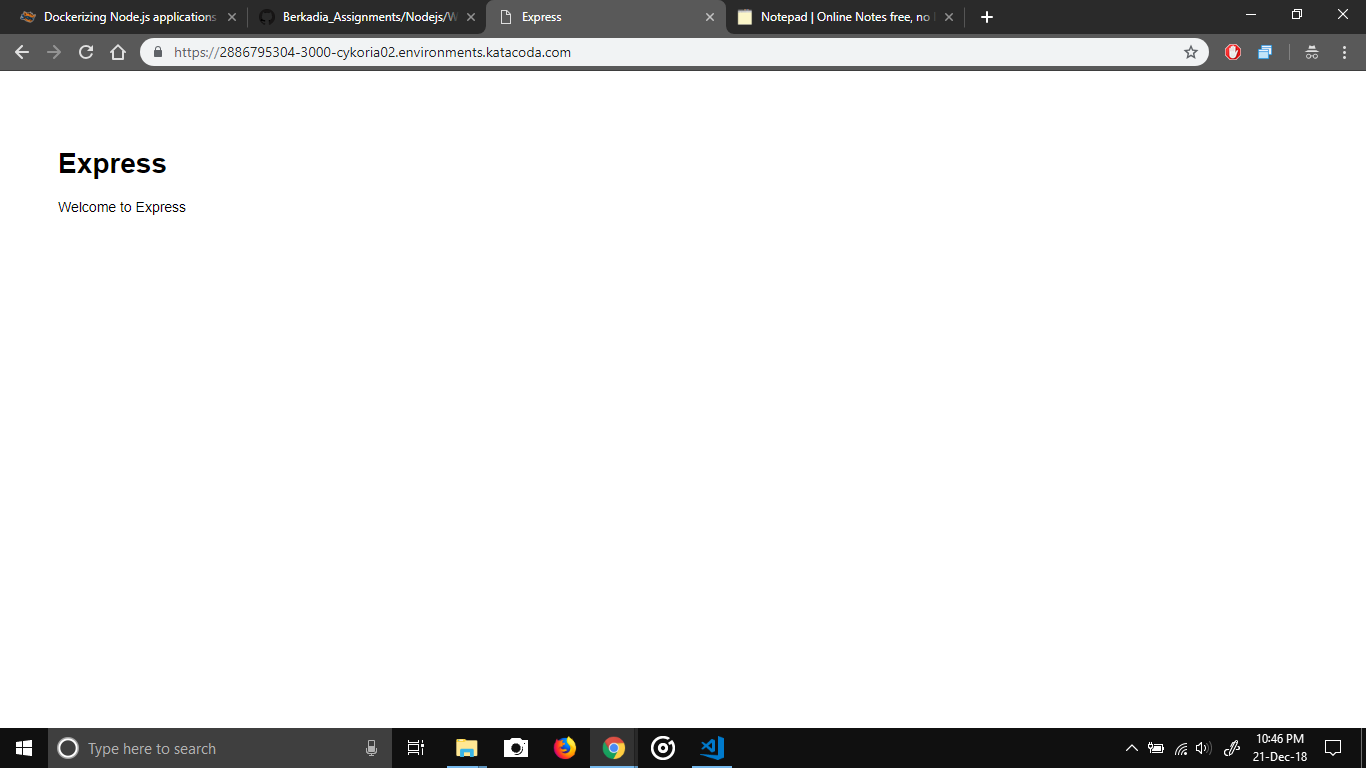 Dockerizing Node.js applications
Berkadia_Assignments/Nodejs/W
Express
Notepad | Online Notes free, no
https://2886795304-3000-cykoria02.environments.katacoda.com
Express
Welcome to Express
Type here to search
10:46 PM
21-Dec-18